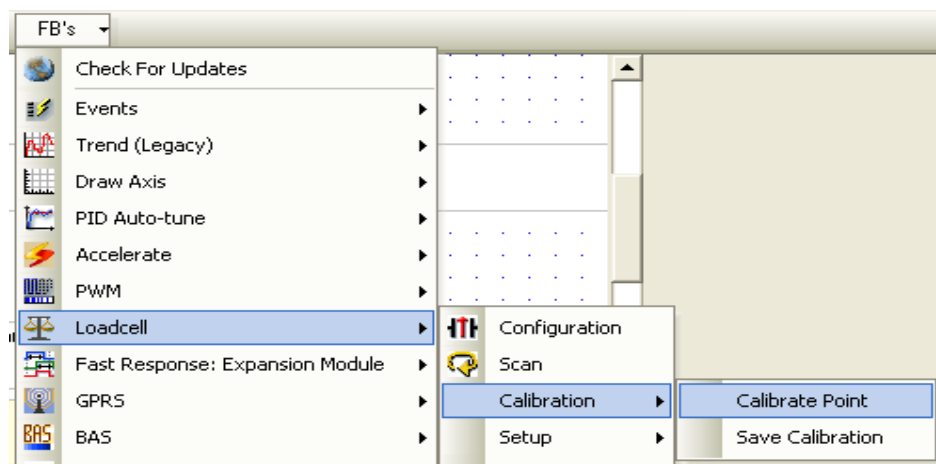 FB's
Check For Updates
Events
Trend (Legacy)
Draw Axis
PID Auto-tune
Accelerate
PWM
Loadcell
Configuration
Fast Response: Expansion Module
Scan
GPRS
Calibration
Calibrate Point
BAS
BAS
Setup
Save Calibration